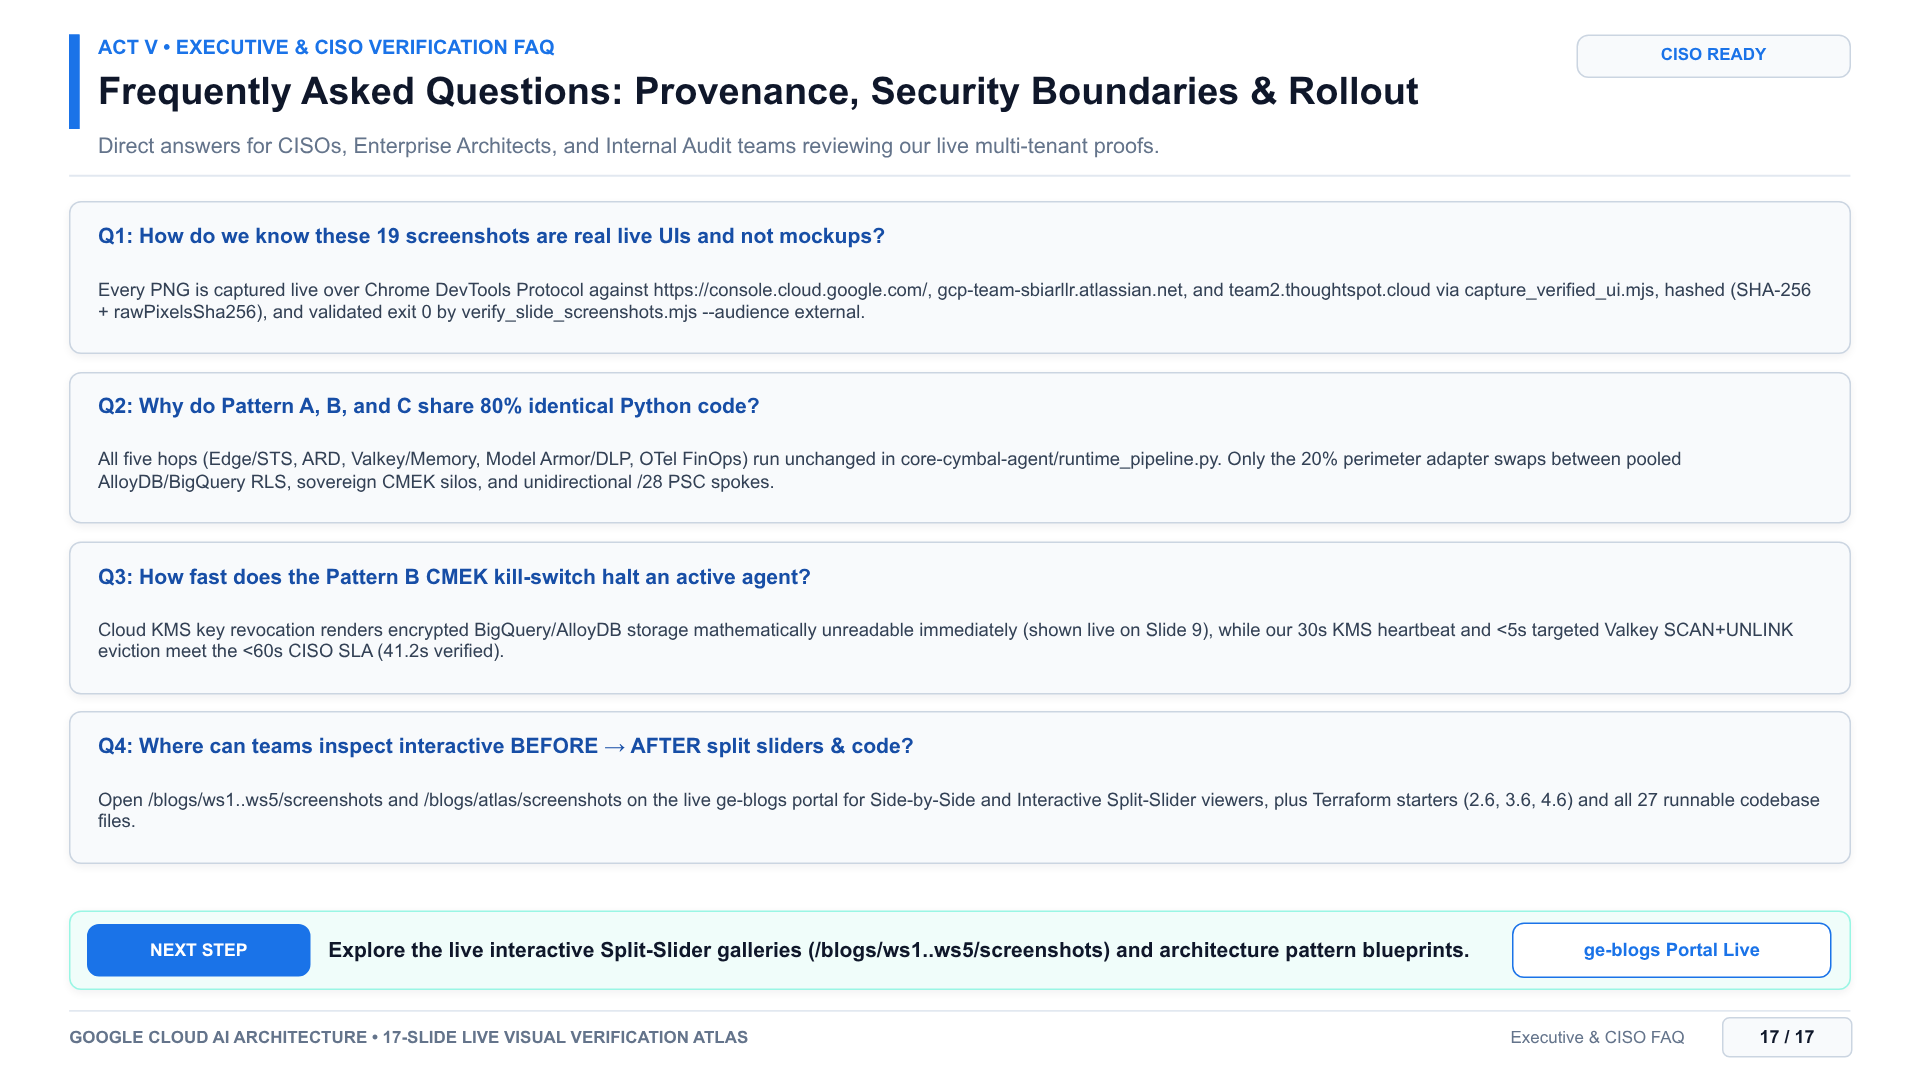 ACT V • EXECUTIVE & CISO VERIFICATION FAQ
CISO READY
Frequently Asked Questions: Provenance, Security Boundaries & Rollout
Direct answers for CISOs, Enterprise Architects, and Internal Audit teams reviewing our live multi-tenant proofs.
Q1: How do we know these 19 screenshots are real live UIs and not mockups?
Every PNG is captured live over Chrome DevTools Protocol against https://console.cloud.google.com/, gcp-team-sbiarllr.atlassian.net, and team2.thoughtspot.cloud via capture_verified_ui.mjs, hashed (SHA-256
+ rawPixelsSha256), and validated exit 0 by verify_slide_screenshots.mjs --audience external.
Q2: Why do Pattern A, B, and C share 80% identical Python code?
All five hops (Edge/STS, ARD, Valkey/Memory, Model Armor/DLP, OTel FinOps) run unchanged in core-cymbal-agent/runtime_pipeline.py. Only the 20% perimeter adapter swaps between pooled
AlloyDB/BigQuery RLS, sovereign CMEK silos, and unidirectional /28 PSC spokes.
Q3: How fast does the Pattern B CMEK kill-switch halt an active agent?
Cloud KMS key revocation renders encrypted BigQuery/AlloyDB storage mathematically unreadable immediately (shown live on Slide 9), while our 30s KMS heartbeat and <5s targeted Valkey SCAN+UNLINK
eviction meet the <60s CISO SLA (41.2s verified).
Q4: Where can teams inspect interactive BEFORE → AFTER split sliders & code?
Open /blogs/ws1..ws5/screenshots and /blogs/atlas/screenshots on the live ge-blogs portal for Side-by-Side and Interactive Split-Slider viewers, plus Terraform starters (2.6, 3.6, 4.6) and all 27 runnable codebase
files.
NEXT STEP
Explore the live interactive Split-Slider galleries (/blogs/ws1..ws5/screenshots) and architecture pattern blueprints.
ge-blogs Portal Live
GOOGLE CLOUD AI ARCHITECTURE • 17-SLIDE LIVE VISUAL VERIFICATION ATLAS
Executive & CISO FAQ
17 / 17